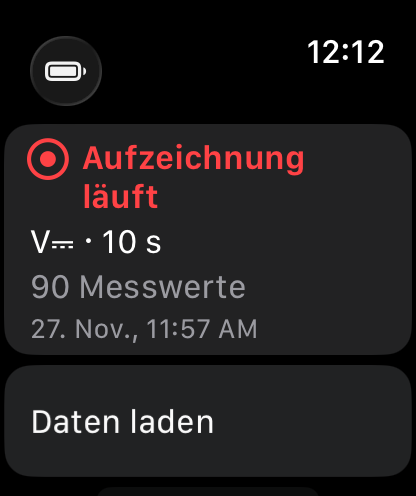 12:12
Aufzeichnung
läuft
V⎓ · 10 s
90 Messwerte
27. Nov., 11:57 AM
Daten laden